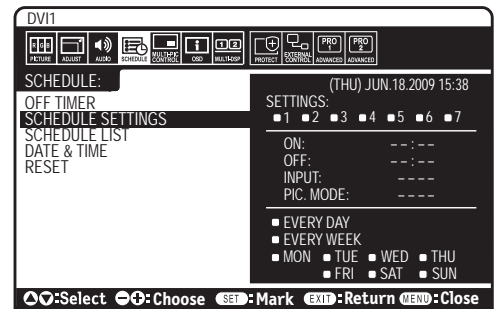 DVI1
RGB
PICTURE ADJUST AUDIO SCHEDULE MULTI-PIC CONTROL OSD MULTI-DSP PROTECT EXTERNAL CONTROL PRO 1 ADVANCED PRO 2 ADVANCED
SCHEDULE:
OFF TIMER
SCHEDULE SETTINGS
SCHEDULE LIST
DATE & TIME
RESET
(THU) JUN.18.2009 15:38
SETTINGS:
1 2 3 4 5 6 7
ON: --:--
OFF: --:--
INPUT: ----
PIC. MODE: ----
EVERY DAY
EVERY WEEK
MON TUE WED THU
FRI SAT SUN
:Select :Choose SET:Mark EXIT:Return MENU:Close